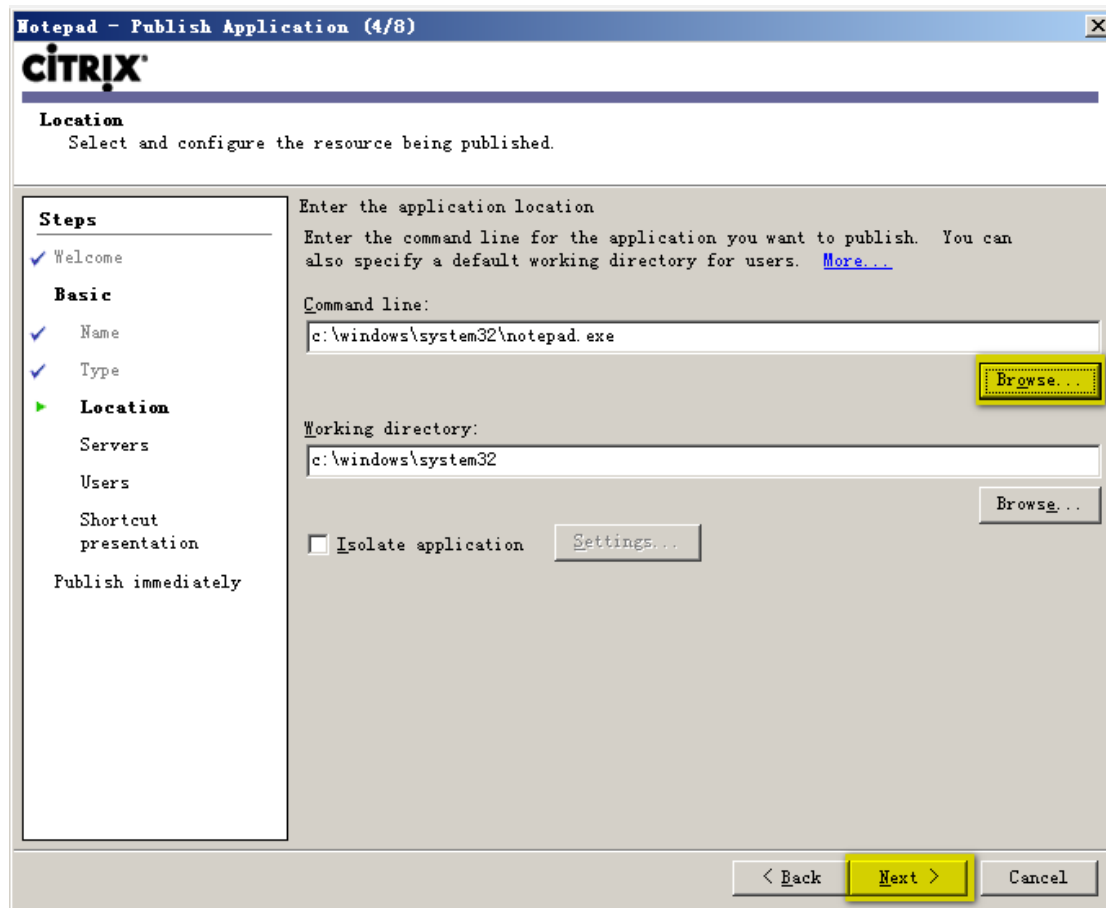 Notepad - Publish Application (4/8)
CİTRIX
Location
Select and configure the resource being published.
Steps
Welcome
Basic
Name
Type
Location
Servers
Users
Shortcut
presentation
Publish immediately
Enter the application location
Enter the command line for the application you want to publish. You can
also specify a default working directory for users. More...
Command line:
c:\windows\system32\notepad.exe
Browse...
Working directory:
c:\windows\system32
Browse...
Isolate application
Settings...
< Back
Next >
Cancel